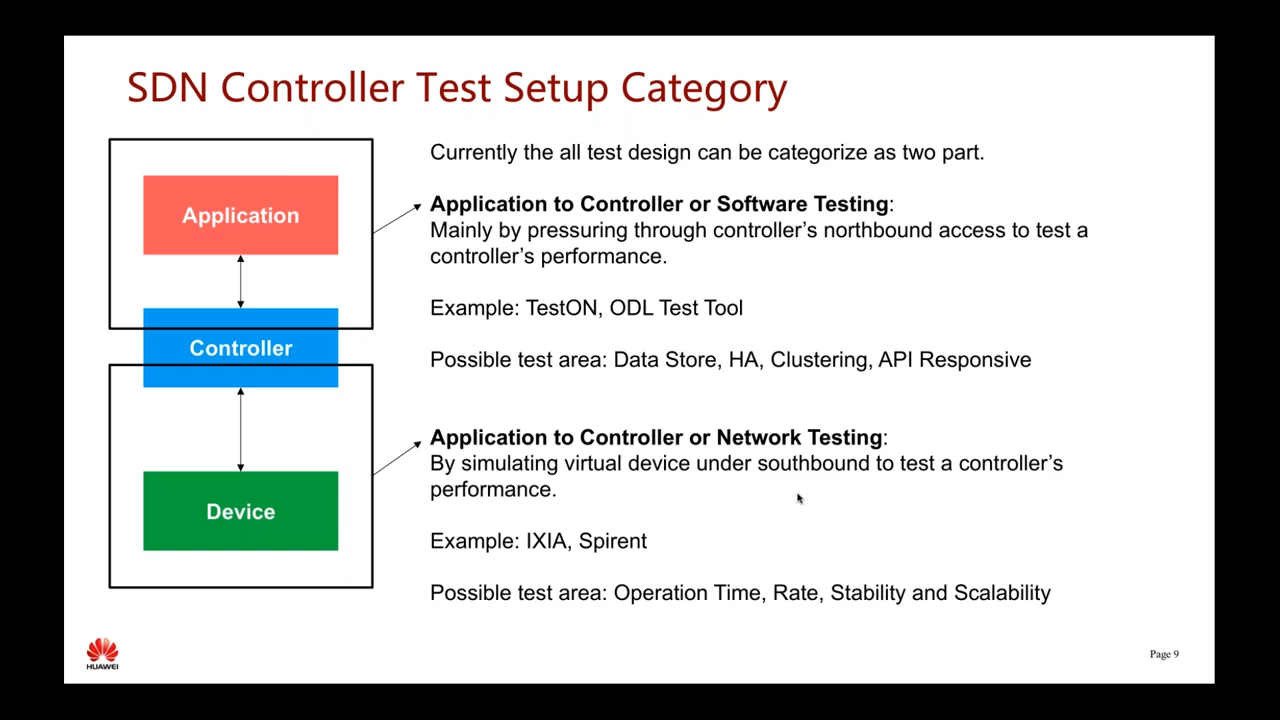 SDN Controller Test Setup Category
Application
Controller
Device
Currently the all test design can be categorize as two part.
Application to Controller or Software Testing:
Mainly by pressuring through controller’s northbound access to test a
controller’s performance.
Example: TestON, ODL Test Tool
Possible test area: Data Store, HA, Clustering, API Responsive
Application to Controller or Network Testing:
By simulating virtual device under southbound to test a controller’s
performance.
Example: IXIA, Spirent
Possible test area: Operation Time, Rate, Stability and Scalability
HUAWEI
Page 9